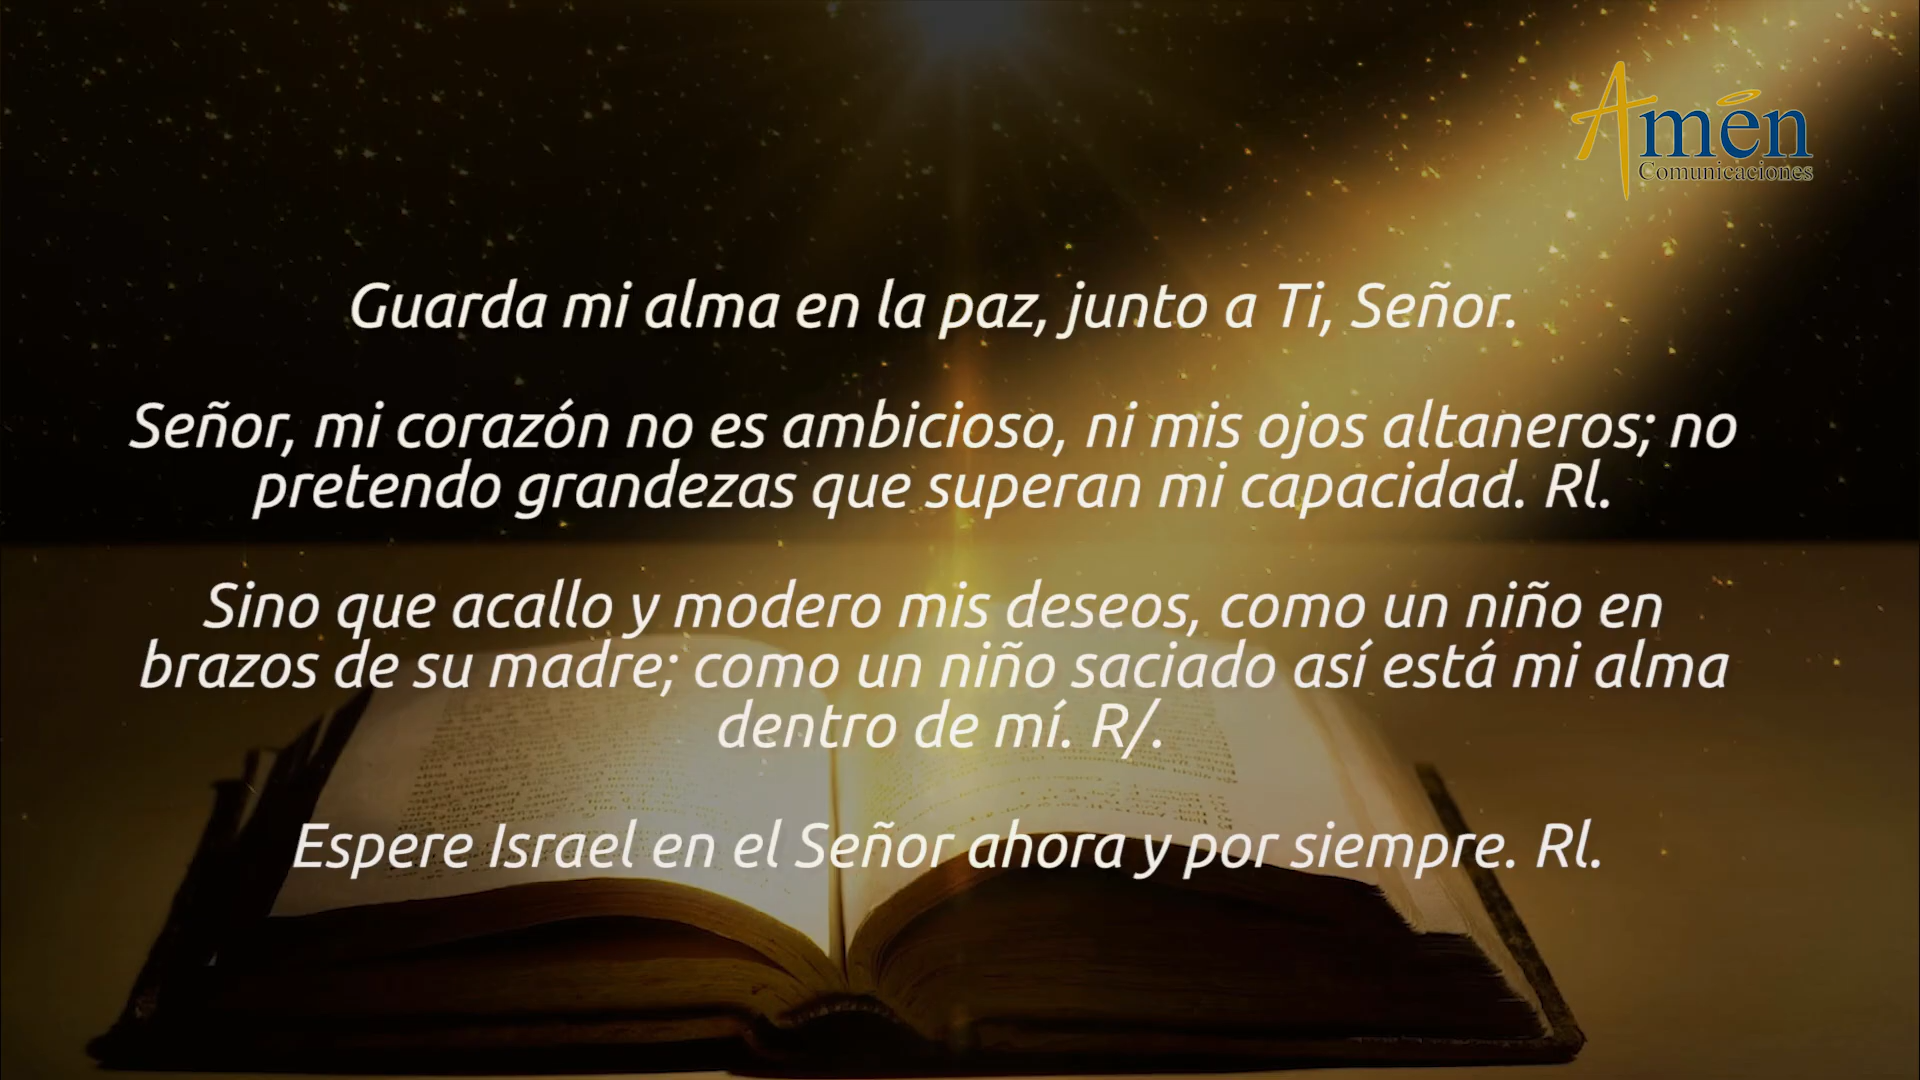 Amén
Comunicaciones
Guarda mi alma en la paz, junto a Ti, Señor.
Señor, mi corazón no es ambicioso, ni mis ojos altaneros; no
pretendo grandezas que superan mi capacidad. Rl.
Sino que acallo y modero mis deseos, como un niño en
brazos de su madre; como un niño saciado así está mi alma
dentro de mí. R/.
Espere Israel en el Señor ahora y por siempre. Rl.